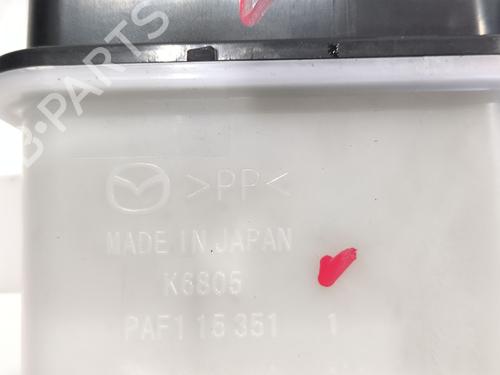 B-PARTS
>PP<
MADE IN JAPAN
K6805
PAF1 15 351 1